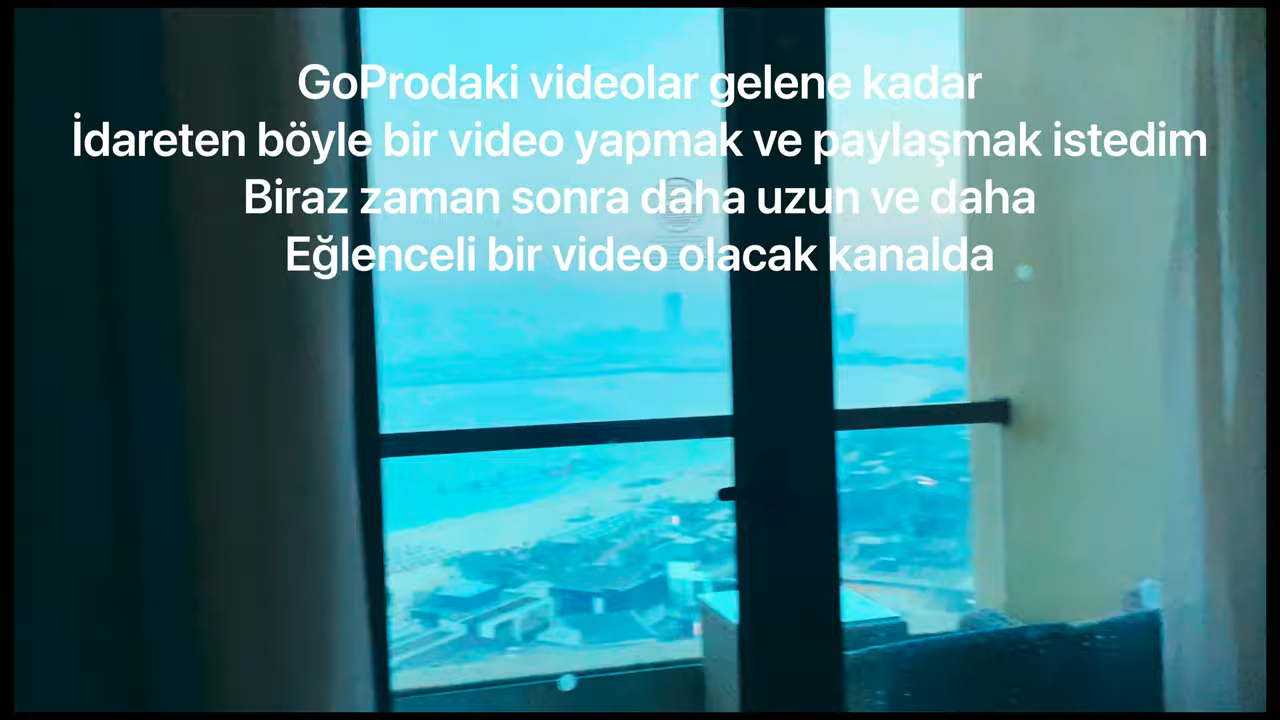 GoProdaki videolar gelene kadar
İdareten böyle bir video yapmak ve paylaşmak istedim
Biraz zaman sonra daha uzun ve daha
Eğlenceli bir video olacak kanalda